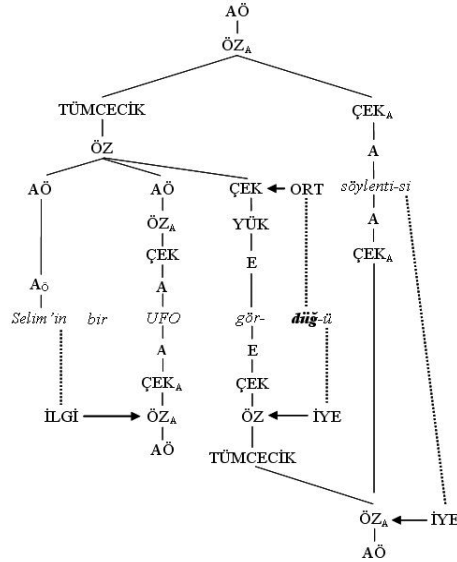 AÖ
ÖZA
TÜMCECİK ÇEKA
ÖZ A
AÖ AÖ ÇEK ORT söylenti-si
ÖZA YÜK A
ÇEK E ÇEKA
AÖ A
Selim'in bir UFO gör- düğ-ü
A E
ÇEKA ÇEK
İLGİ ÖZA ÖZ İYE
AÖ TÜMCECİK
ÖZA İYE
AÖ